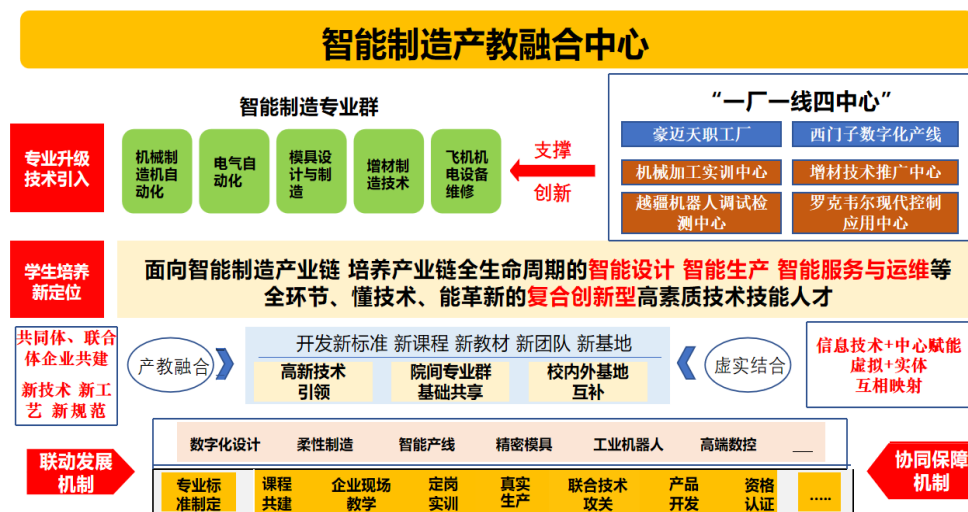 智能制造产教融合中心
智能制造专业群
“一厂一线四中心”
专业升级
技术引入
机械制
造机自
动化
电气自
动化
模具设
计与制
造
增材制
造技术
飞机机
电设备
维修
支撑
创新
豪迈天职工厂
西门子数字化产线
机械加工实训中心
增材技术推广中心
越疆机器人调试检
测中心
罗克韦尔现代控制
应用中心
学生培养
新定位
面向智能制造产业链 培养产业链全生命周期的智能设计 智能生产 智能服务与运维等
全环节、懂技术、能革新的复合创新型高素质技术技能人才
共同体、联合
体企业共建
新技术 新工
艺 新规范
产教融合
开发新标准 新课程 新教材 新团队 新基地
高新技术
引领
院间专业群
基础共享
校内外基地
互补
虚实结合
信息技术+中心赋能
虚拟+实体
互相映射
联动发展
机制
数字化设计 柔性制造 智能产线 精密模具 工业机器人 高端数控 __
专业标
准制定
课程
共建
企业现场
教学
定岗
实训
真实
生产
联合技术
攻关
产品
开发
资格
认证
.....
协同保障
机制